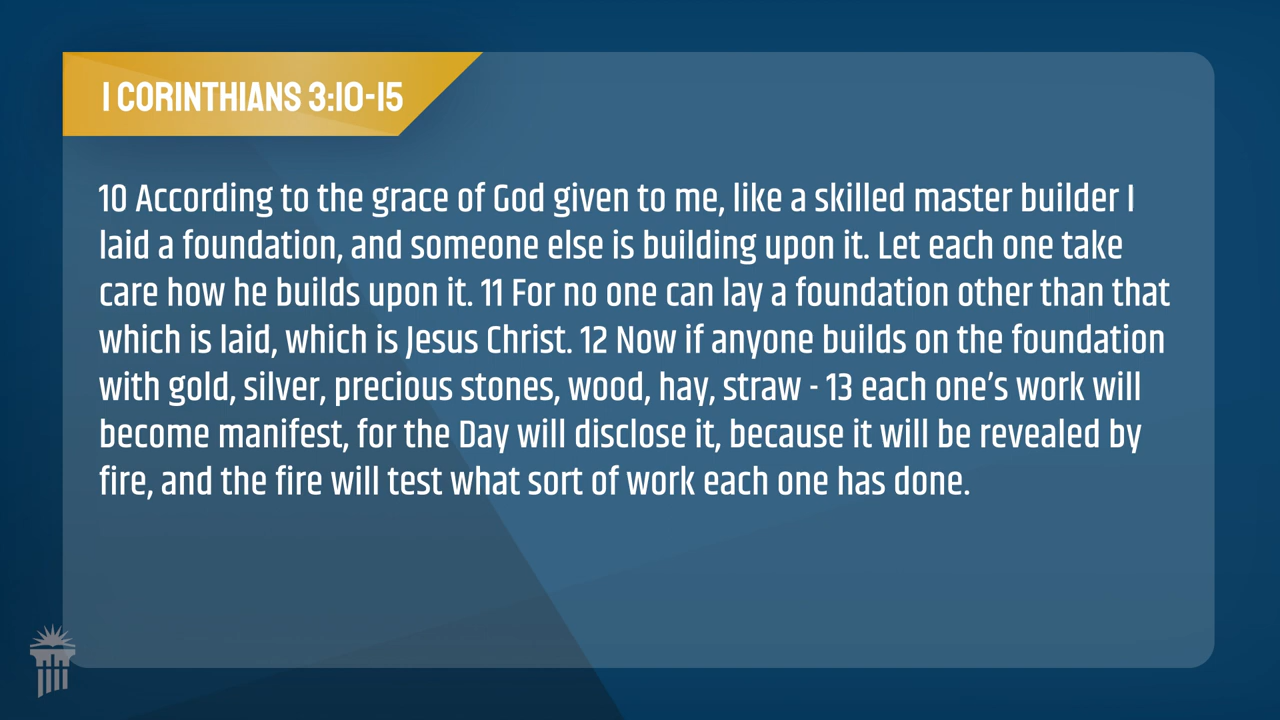 1 CORINTHIANS 3:10-15
10 According to the grace of God given to me, like a skilled master builder I
laid a foundation, and someone else is building upon it. Let each one take
care how he builds upon it. 11 For no one can lay a foundation other than that
which is laid, which is Jesus Christ. 12 Now if anyone builds on the foundation
with gold, silver, precious stones, wood, hay, straw - 13 each one’s work will
become manifest, for the Day will disclose it, because it will be revealed by
fire, and the fire will test what sort of work each one has done.